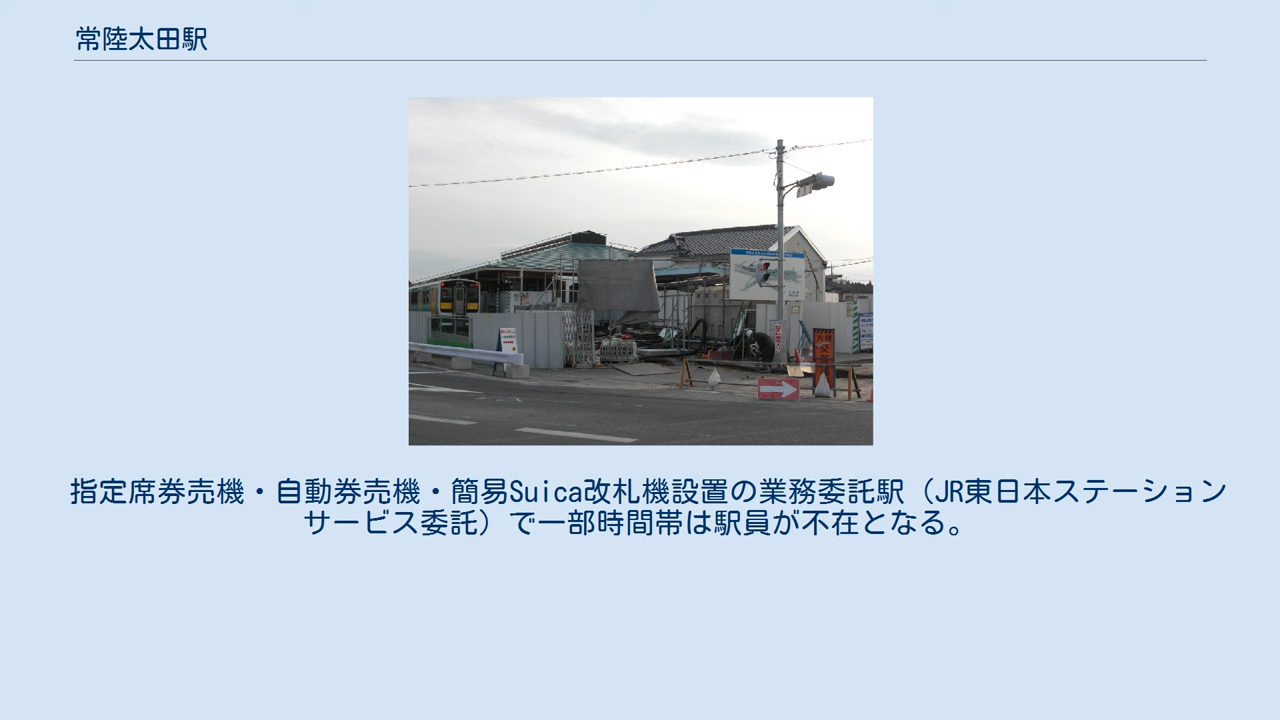 常陸太田駅
指定席券売機・自動券売機・簡易Suica改札機設置の業務委託駅（JR東日本ステーション
サービス委託）で一部時間帯は駅員が不在となる。